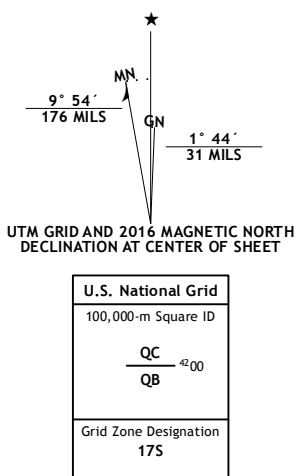 ★
MN
GN
9° 54´
176 MILS
1° 44´
31 MILS
UTM GRID AND 2016 MAGNETIC NORTH
DECLINATION AT CENTER OF SHEET
U.S. National Grid
100,000-m Square ID
QC
4200
QB
Grid Zone Designation
17S